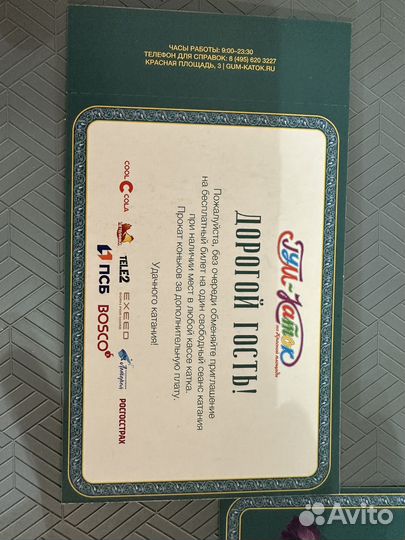 ЧАСЫ РАБОТЫ: 9:00–23:30
ТЕЛЕФОН ДЛЯ СПРАВОК: 8 (495) 620 3227
КРАСНАЯ ПЛОЩАДЬ, 3 | GUM-KATOK.RU
ГУМ-Каток
на Красной площади
ДОРОГОЙ ГОСТЬ!
Пожалуйста, без очереди обменяйте приглашение
на бесплатный билет на один свободный сеанс катания
при наличии мест в любой кассе катка.
Прокат коньков за дополнительную плату.
Удачного катания!
COOL COLA
TELE2
EXEED
РОСГОССТРАХ
ПСБ
BOSCO
Avito